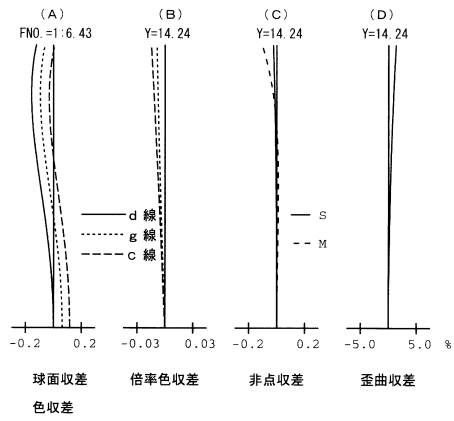 (A) (B) (C) (D)
FNO.=1:6.43 Y=14.24 Y=14.24 Y=14.24
d 線
g 線
c 線
S
M
-0.2 0.2 -0.03 0.03 -0.2 0.2 -5.0 5.0 %
球面収差 倍率色収差 非点収差 歪曲収差
色収差